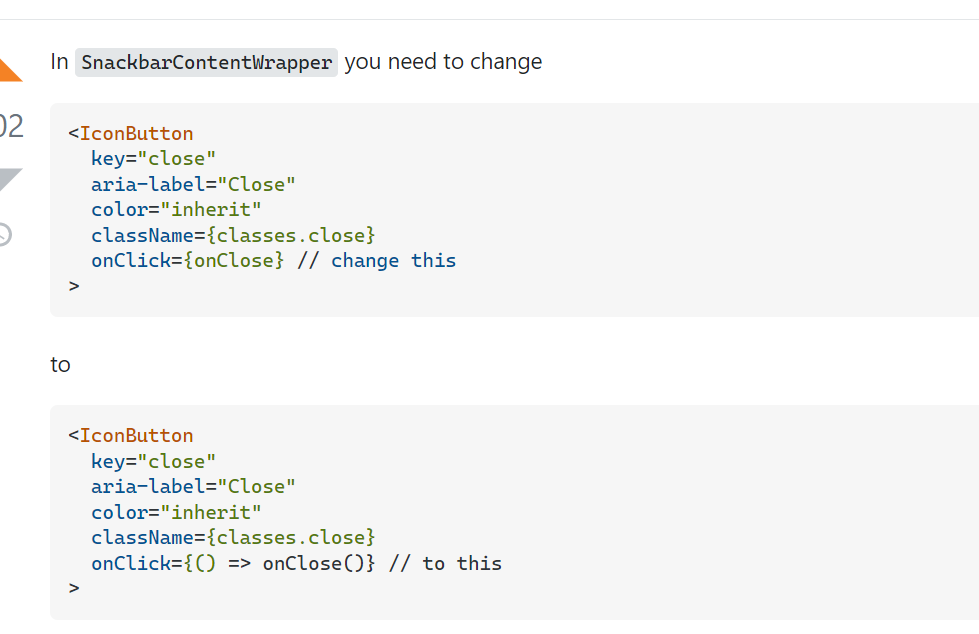 In SnackbarContentWrapper you need to change
<IconButton
  key="close"
  aria-label="Close"
  color="inherit"
  className={classes.close}
  onClick={onClose} // change this
>
to
<IconButton
  key="close"
  aria-label="Close"
  color="inherit"
  className={classes.close}
  onClick={() => onClose()} // to this
>